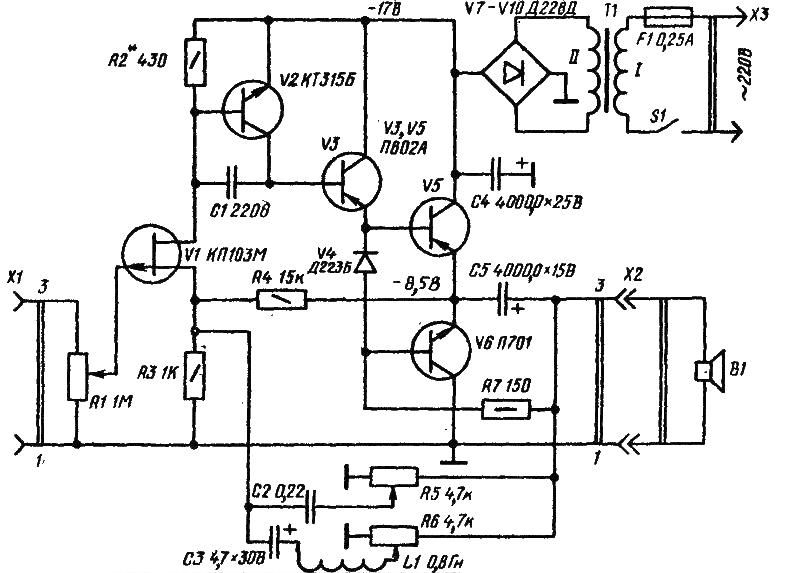 -17В
V7-V10 Д226Д
T1
X3
F1 0,25А
R2* 430
II
I
~220В
V2 КТ315Б
S1
V3, V5
П602А
V3
V5
+
C4 4000,0×25В
C1 2200
V1 КП103М
V4
Д223Б
X1
R4 15к
-8,5В
C5 4000,0×15В
3
3
X2
+
V6 П701
R3 1К
B1
R7 150
R1 1М
1
1
C2 0,22
R5 4,7к
R6 4,7к
+
C3 4,7×30В
L1 0,8Гн